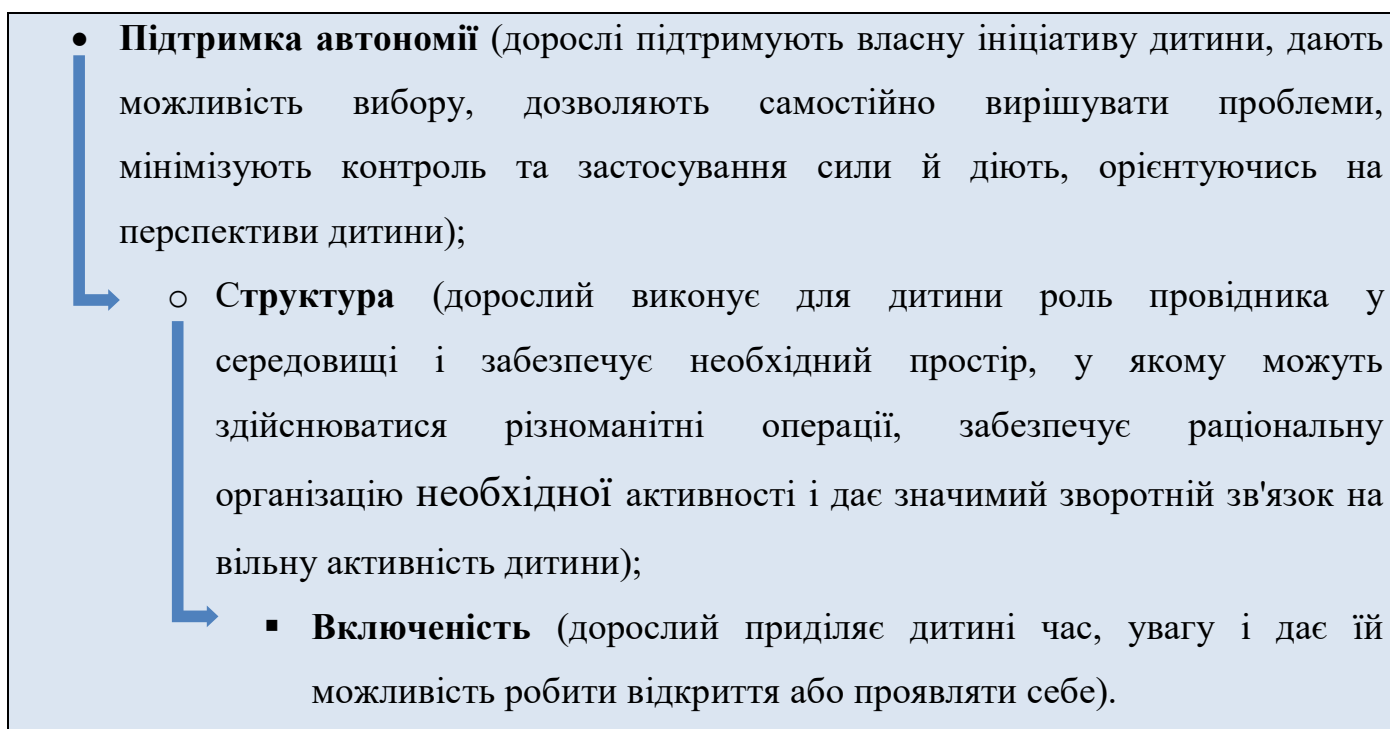 • Підтримка автономії (дорослі підтримують власну ініціативу дитини, дають
можливість вибору, дозволяють самостійно вирішувати проблеми,
мінімізують контроль та застосування сили й діють, орієнтуючись на
перспективи дитини);
o Структура (дорослий виконує для дитини роль провідника у
середовищі і забезпечує необхідний простір, у якому можуть
здійснюватися різноманітні операції, забезпечує раціональну
організацію необхідної активності і дає значимий зворотній зв'язок на
вільну активність дитини);
▪ Включеність (дорослий приділяє дитині час, увагу і дає їй
можливість робити відкриття або проявляти себе).